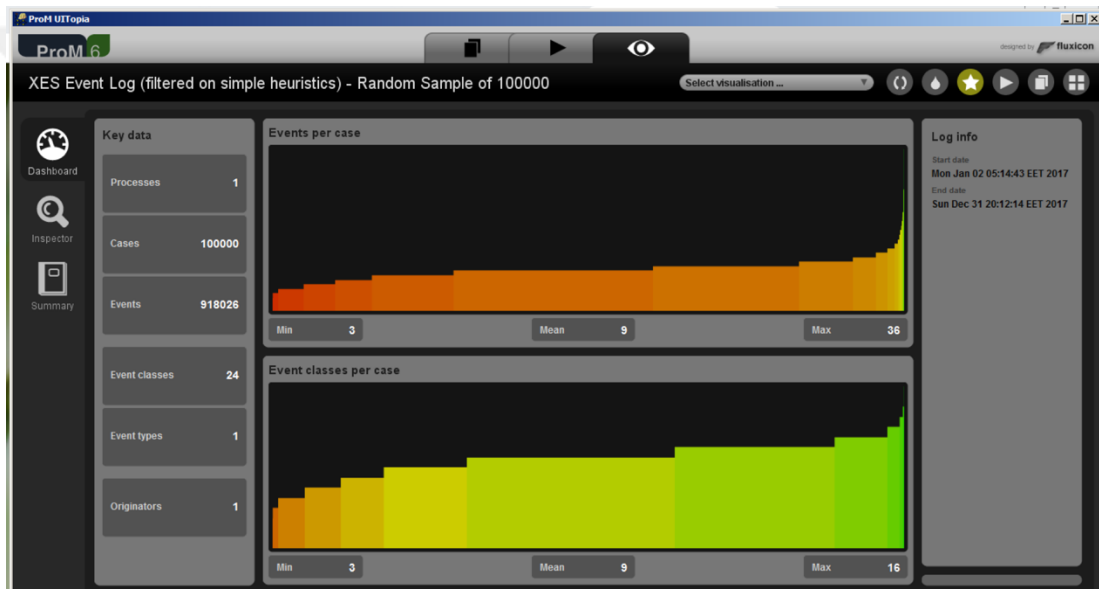 ProM UITopia
ProM 6
designed by fluxicon
XES Event Log (filtered on simple heuristics) - Random Sample of 100000
Select visualisation ...
Dashboard
Inspector
Summary
Key data
Processes 1
Cases 100000
Events 918026
Event classes 24
Event types 1
Originators 1
Events per case
Min 3
Mean 9
Max 36
Event classes per case
Min 3
Mean 9
Max 16
Log info
Start date
Mon Jan 02 05:14:43 EET 2017
End date
Sun Dec 31 20:12:14 EET 2017